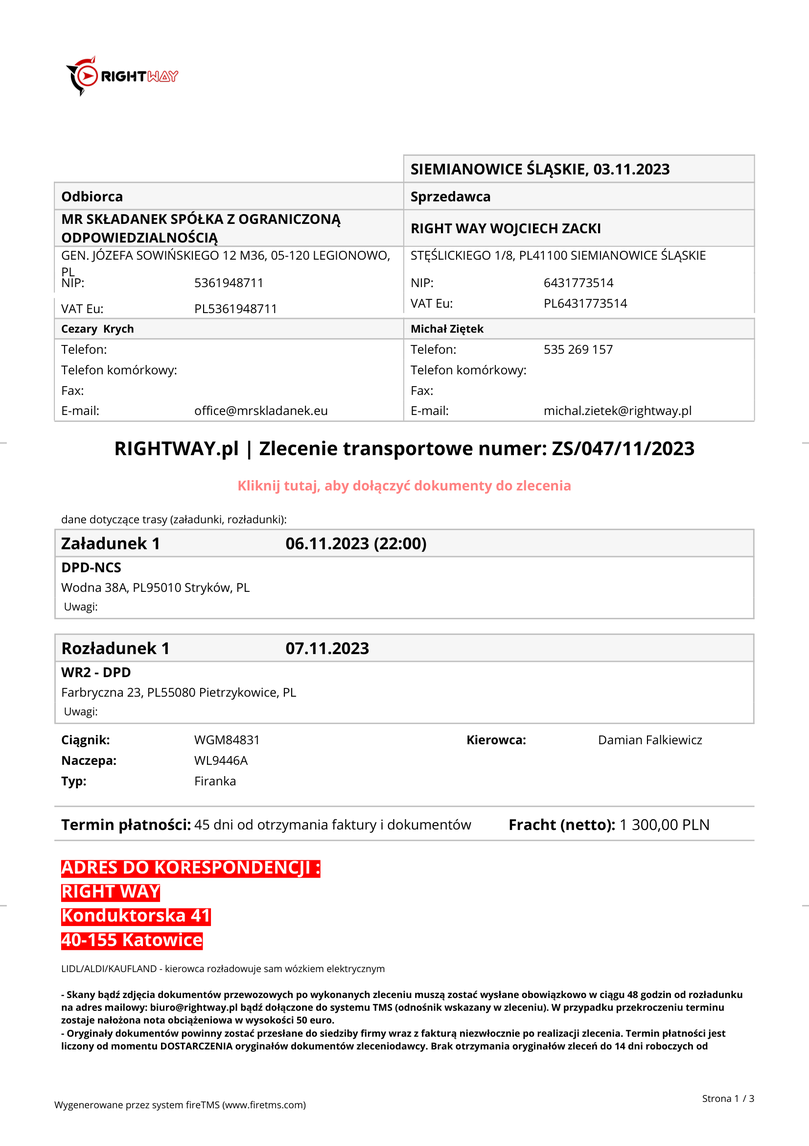 RIGHTWAY
SIEMIANOWICE ŚLĄSKIE, 03.11.2023
Odbiorca
Sprzedawca
MR SKŁADANEK SPÓŁKA Z OGRANICZONĄ
ODPOWIEDZIALNOŚCIĄ
RIGHT WAY WOJCIECH ZACKI
GEN. JÓZEFA SOWIŃSKIEGO 12 M36, 05-120 LEGIONOWO,
PL
STĘŚLICKIEGO 1/8, PL41100 SIEMIANOWICE ŚLĄSKIE
NIP: 5361948711
NIP: 6431773514
VAT Eu: PL5361948711
VAT Eu: PL6431773514
Cezary Krych
Michał Ziętek
Telefon:
Telefon: 535 269 157
Telefon komórkowy:
Telefon komórkowy:
Fax:
Fax:
E-mail: office@mrskladanek.eu
E-mail: michal.zietek@rightway.pl
RIGHTWAY.pl | Zlecenie transportowe numer: ZS/047/11/2023
Kliknij tutaj, aby dołączyć dokumenty do zlecenia
dane dotyczące trasy (załadunki, rozładunki):
Załadunek 1 06.11.2023 (22:00)
DPD-NCS
Wodna 38A, PL95010 Stryków, PL
Uwagi:
Rozładunek 1 07.11.2023
WR2 - DPD
Farbryczna 23, PL55080 Pietrzykowice, PL
Uwagi:
Ciągnik: WGM84831 Kierowca: Damian Falkiewicz
Naczepa: WL9446A
Typ: Firanka
Termin płatności: 45 dni od otrzymania faktury i dokumentów Fracht (netto): 1 300,00 PLN
ADRES DO KORESPONDENCJI :
RIGHT WAY
Konduktorska 41
40-155 Katowice
LIDL/ALDI/KAUFLAND - kierowca rozładowuje sam wózkiem elektrycznym
- Skany bądź zdjęcia dokumentów przewozowych po wykonanych zleceniu muszą zostać wysłane obowiązkowo w ciągu 48 godzin od rozładunku
na adres mailowy: biuro@rightway.pl bądź dołączone do systemu TMS (odnośnik wskazany w zleceniu). W przypadku przekroczeniu terminu
zostaje nałożona nota obciążeniowa w wysokości 50 euro.
- Oryginały dokumentów powinny zostać przesłane do siedziby firmy wraz z fakturą niezwłocznie po realizacji zlecenia. Termin płatności jest
liczony od momentu DOSTARCZENIA oryginałów dokumentów zleceniodawcy. Brak otrzymania oryginałów zleceń do 14 dni roboczych od
Wygenerowane przez system fireTMS (www.firetms.com)
Strona 1 / 3